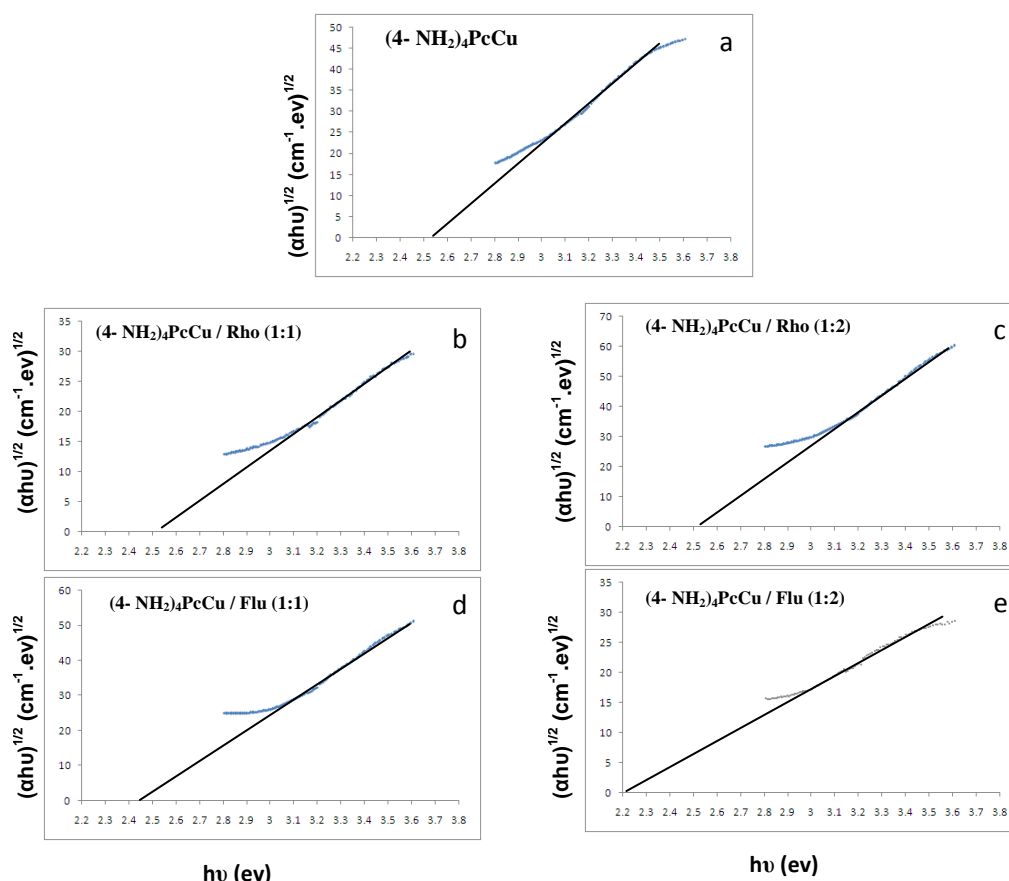 (4- NH₂)₄PcCu
a
(αhυ)^1/2 (cm⁻¹.ev)^1/2
50
45
40
35
30
25
20
15
10
5
0
2.2 2.3 2.4 2.5 2.6 2.7 2.8 2.9 3 3.1 3.2 3.3 3.4 3.5 3.6 3.7 3.8
(4- NH₂)₄PcCu / Rho (1:1)
b
(αhυ)^1/2 (cm⁻¹.ev)^1/2
35
30
25
20
15
10
5
0
2.2 2.3 2.4 2.5 2.6 2.7 2.8 2.9 3 3.1 3.2 3.3 3.4 3.5 3.6 3.7 3.8
(4- NH₂)₄PcCu / Rho (1:2)
c
(αhυ)^1/2 (cm⁻¹.ev)^1/2
70
60
50
40
30
20
10
0
2.2 2.3 2.4 2.5 2.6 2.7 2.8 2.9 3 3.1 3.2 3.3 3.4 3.5 3.6 3.7 3.8
(4- NH₂)₄PcCu / Flu (1:1)
d
(αhυ)^1/2 (cm⁻¹.ev)^1/2
60
50
40
30
20
10
0
2.2 2.3 2.4 2.5 2.6 2.7 2.8 2.9 3 3.1 3.2 3.3 3.4 3.5 3.6 3.7 3.8
hυ (ev)
(4- NH₂)₄PcCu / Flu (1:2)
e
(αhυ)^1/2 (cm⁻¹.ev)^1/2
35
30
25
20
15
10
5
0
2.2 2.3 2.4 2.5 2.6 2.7 2.8 2.9 3 3.1 3.2 3.3 3.4 3.5 3.6 3.7 3.8
hυ (ev)